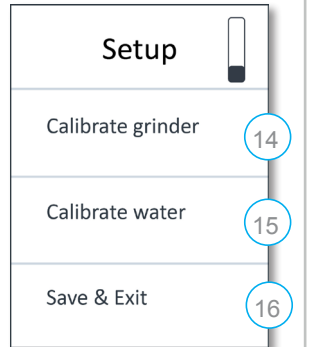 Setup
Calibrate grinder
14
Calibrate water
15
Save & Exit
16